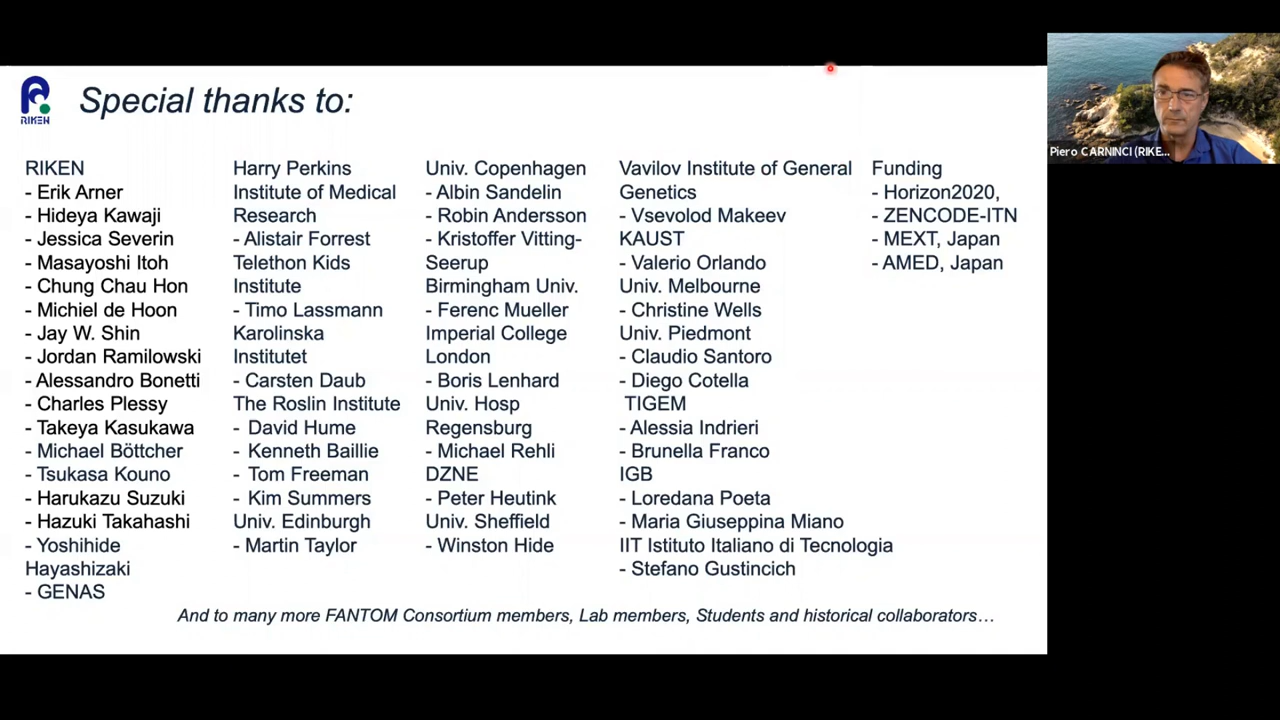 RIKEN
Special thanks to:
RIKEN
- Erik Arner
- Hideya Kawaji
- Jessica Severin
- Masayoshi Itoh
- Chung Chau Hon
- Michiel de Hoon
- Jay W. Shin
- Jordan Ramilowski
- Alessandro Bonetti
- Charles Plessy
- Takeya Kasukawa
- Michael Böttcher
- Tsukasa Kouno
- Harukazu Suzuki
- Hazuki Takahashi
- Yoshihide
Hayashizaki
- GENAS
Harry Perkins
Institute of Medical
Research
- Alistair Forrest
Telethon Kids
Institute
- Timo Lassmann
Karolinska
Institutet
- Carsten Daub
The Roslin Institute
- David Hume
- Kenneth Baillie
- Tom Freeman
- Kim Summers
Univ. Edinburgh
- Martin Taylor
Univ. Copenhagen
- Albin Sandelin
- Robin Andersson
- Kristoffer Vitting-
Seerup
Birmingham Univ.
- Ferenc Mueller
Imperial College
London
- Boris Lenhard
Univ. Hosp
Regensburg
- Michael Rehli
DZNE
- Peter Heutink
Univ. Sheffield
- Winston Hide
Vavilov Institute of General
Genetics
- Vsevolod Makeev
KAUST
- Valerio Orlando
Univ. Melbourne
- Christine Wells
Univ. Piedmont
- Claudio Santoro
- Diego Cotella
TIGEM
- Alessia Indrieri
- Brunella Franco
IGB
- Loredana Poeta
- Maria Giuseppina Miano
IIT Istituto Italiano di Tecnologia
- Stefano Gustincich
Funding
- Horizon2020,
- ZENCODE-ITN
- MEXT, Japan
- AMED, Japan
And to many more FANTOM Consortium members, Lab members, Students and historical collaborators…
Piero CARNINCI (RIKE...